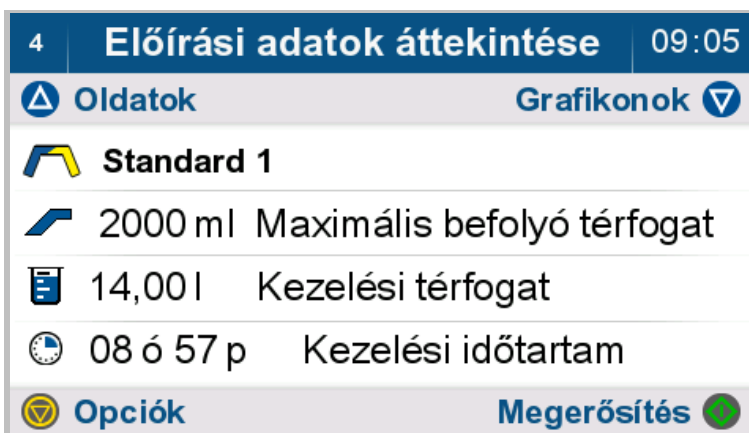 4 Előírási adatok áttekintése 09:05
Oldatok Grafikonok
Standard 1
2000 ml Maximális befolyó térfogat
14,00 l Kezelési térfogat
08 ó 57 p Kezelési időtartam
Opciók Megerősítés